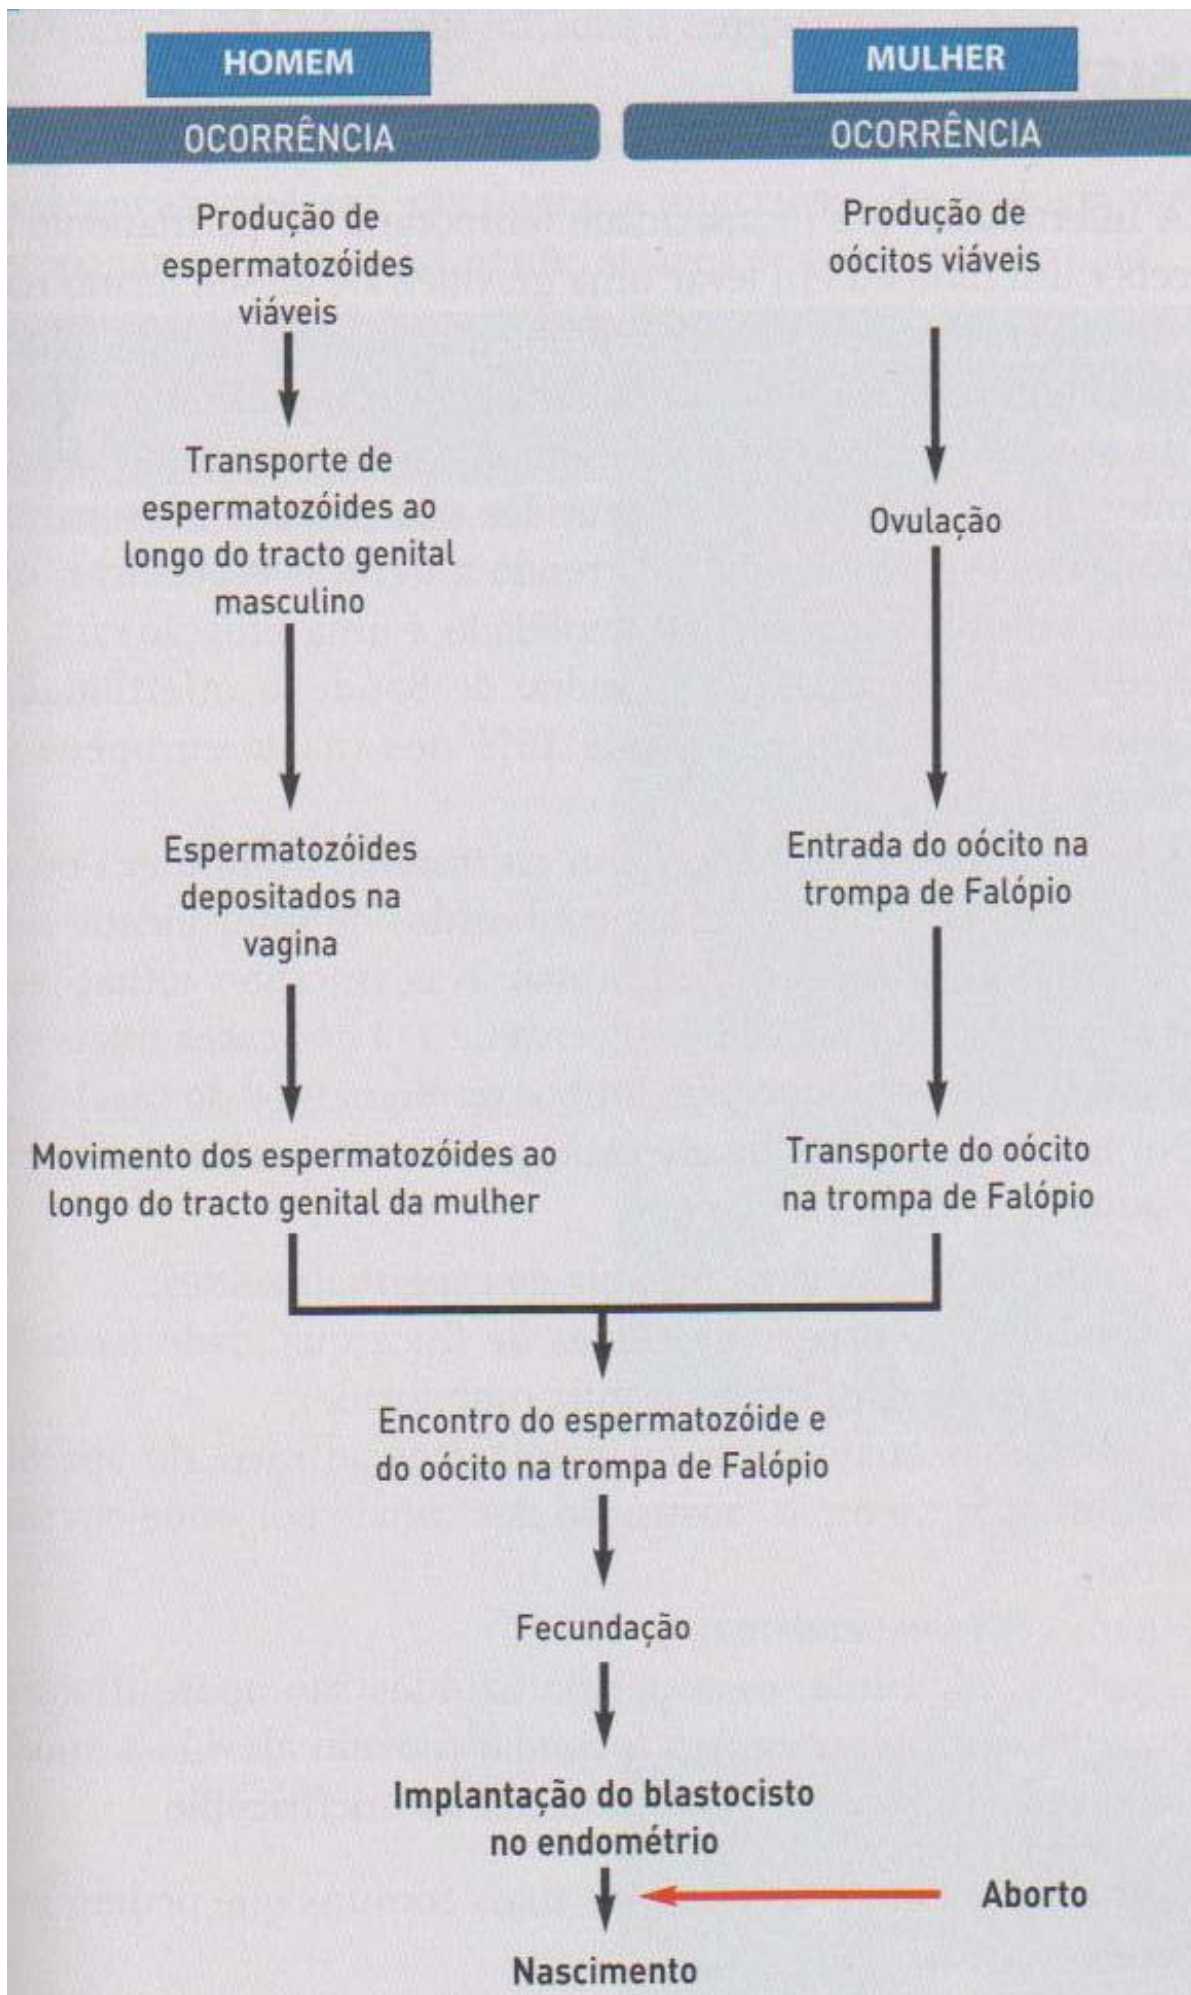 HOMEM
OCORRÊNCIA
Produção de
espermatozóides
viáveis
Transporte de
espermatozóides ao
longo do tracto genital
masculino
Espermatozóides
depositados na
vagina
Movimento dos espermatozóides ao
longo do tracto genital da mulher
MULHER
OCORRÊNCIA
Produção de
oócitos viáveis
Ovulação
Entrada do oócito na
trompa de Falópio
Transporte do oócito
na trompa de Falópio
Encontro do espermatozóide e
do oócito na trompa de Falópio
Fecundação
Implantação do blastocisto
no endométrio
Aborto
Nascimento